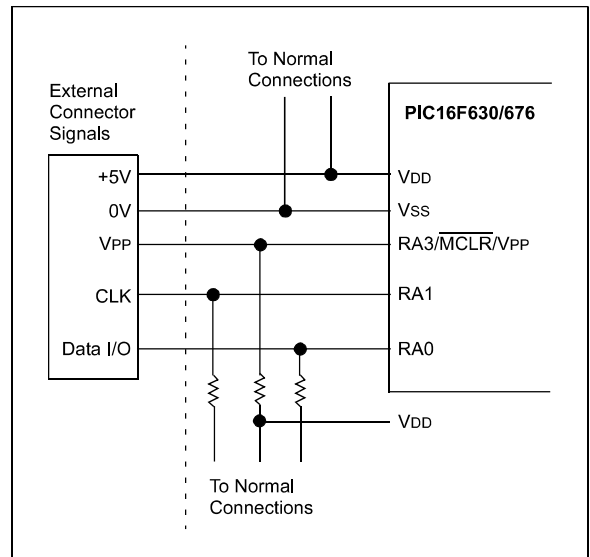 To Normal
Connections
External
Connector
Signals
PIC16F630/676
+5V
VDD
0V
VSS
VPP
RA3/MCLR/VPP
CLK
RA1
Data I/O
RA0
VDD
To Normal
Connections